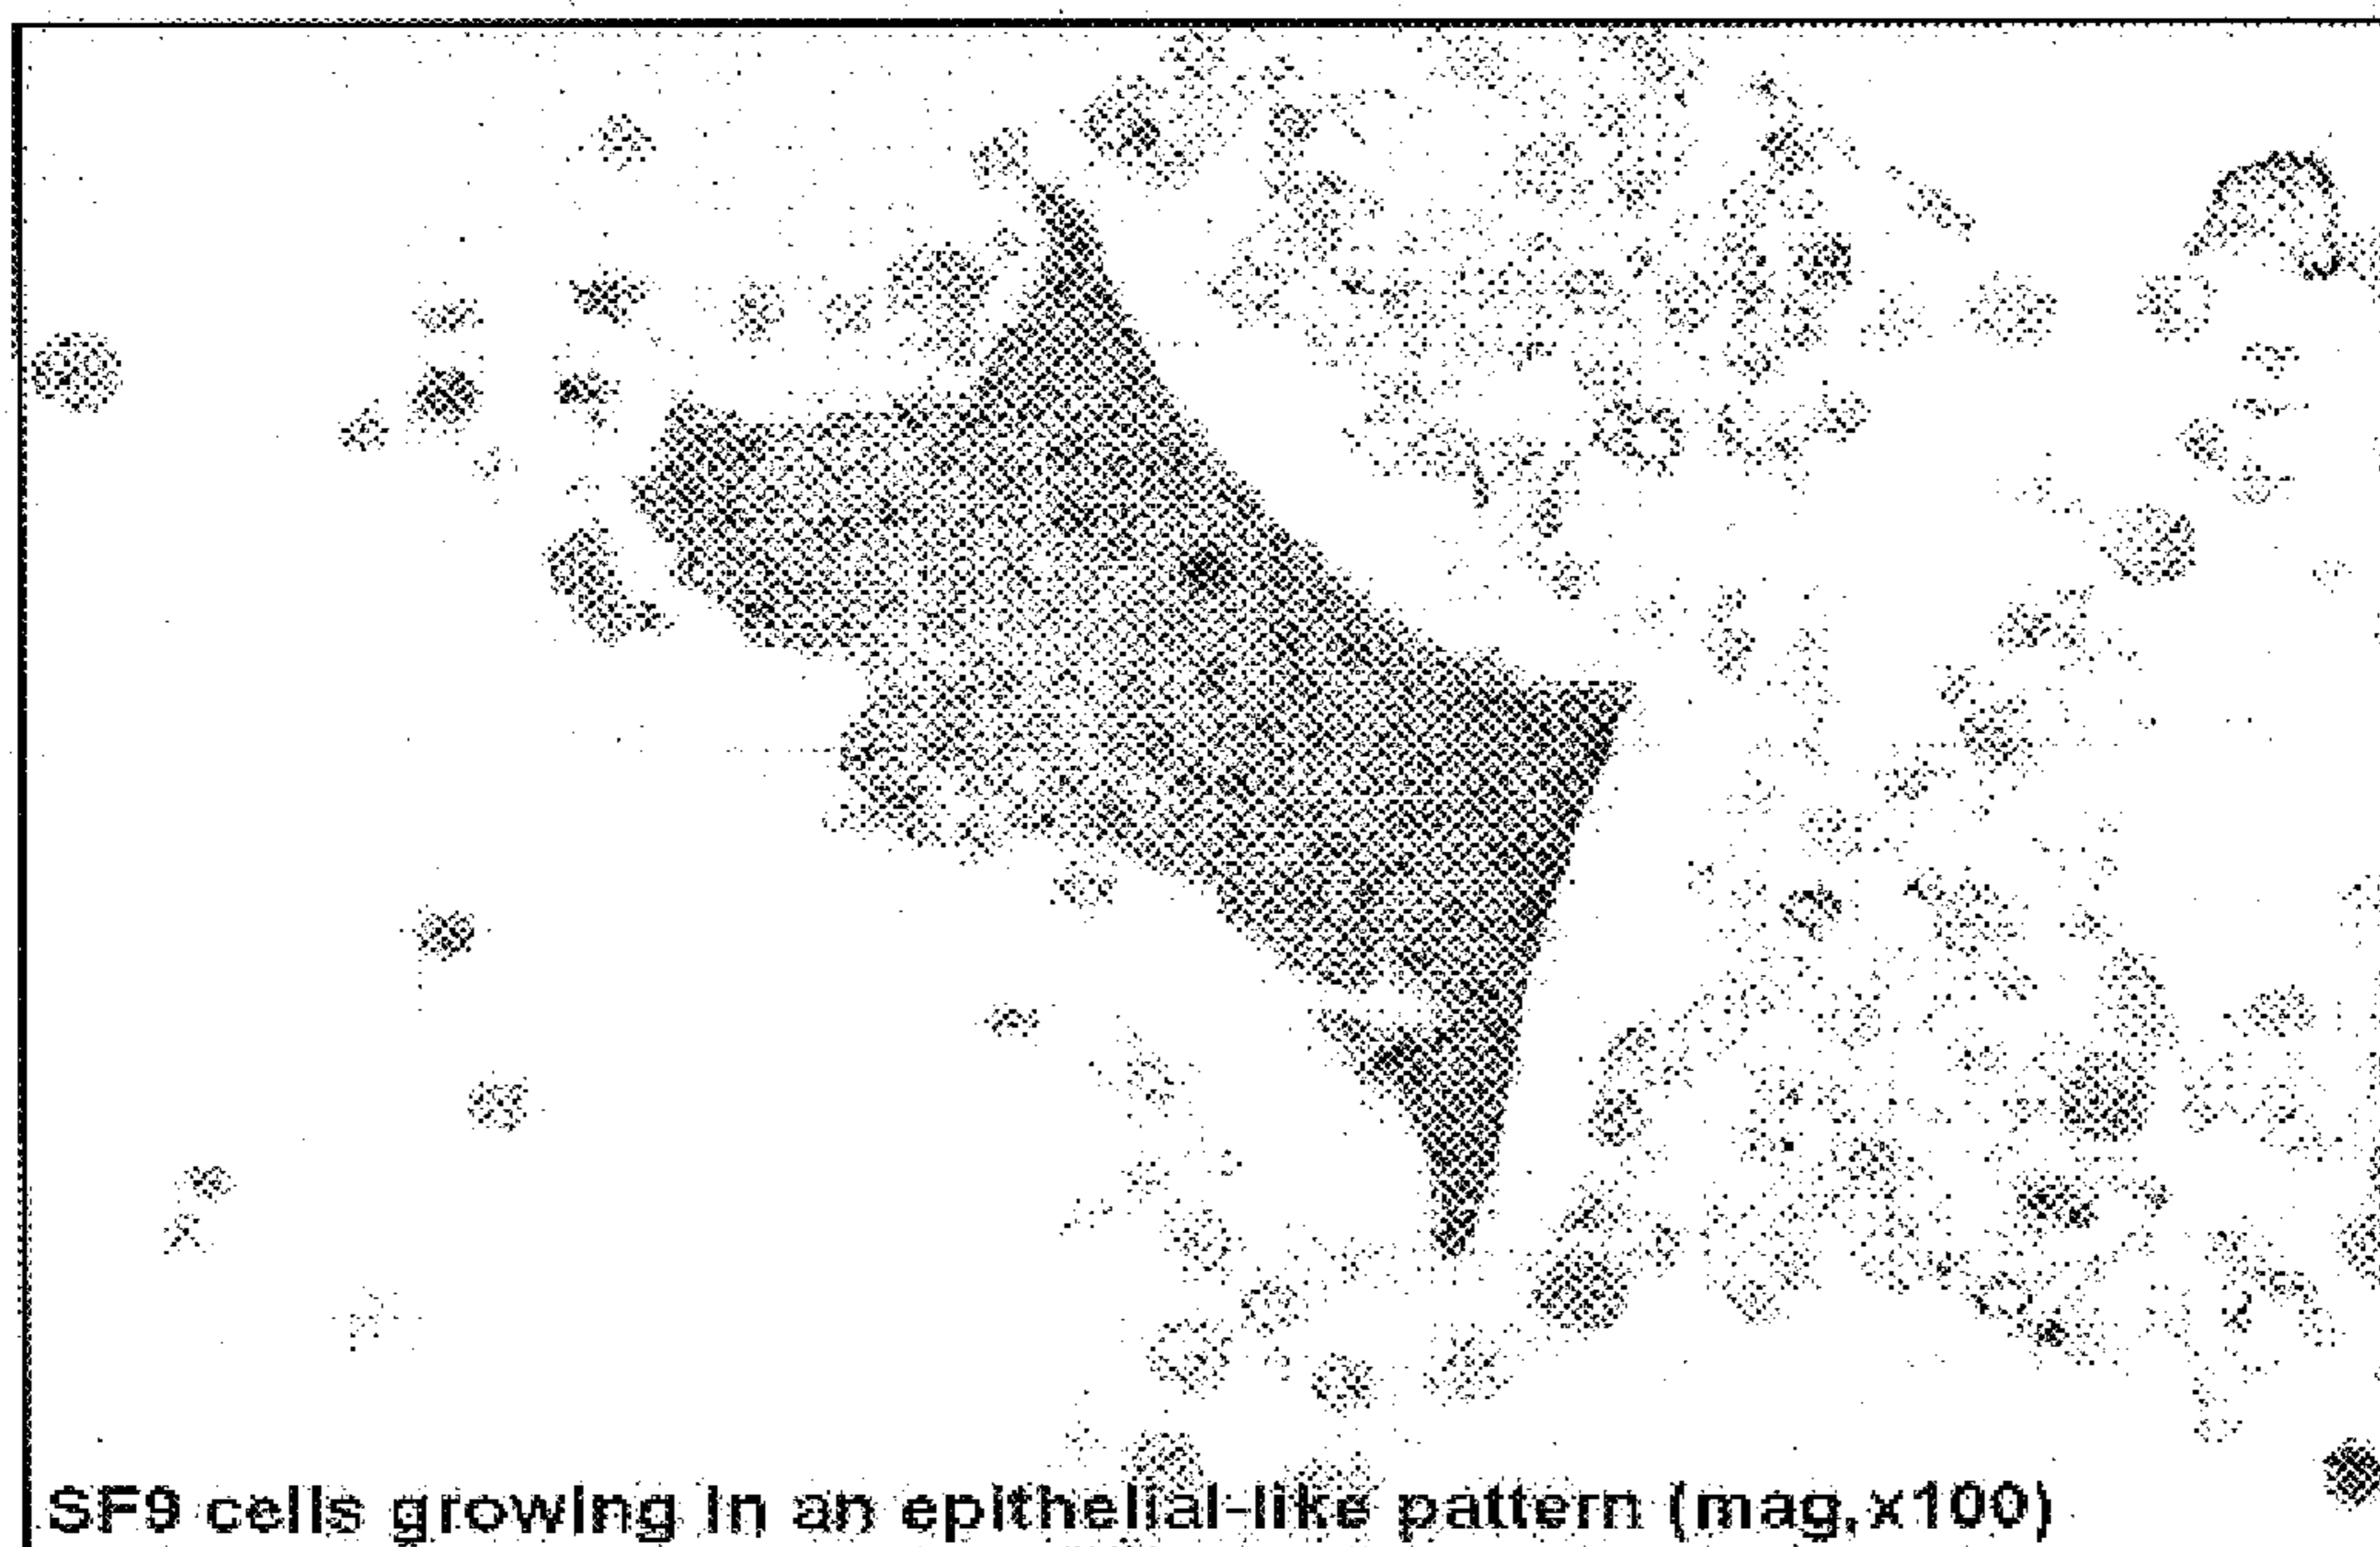 SF9 cells growing in an epithelial-like pattern (mag,x100)